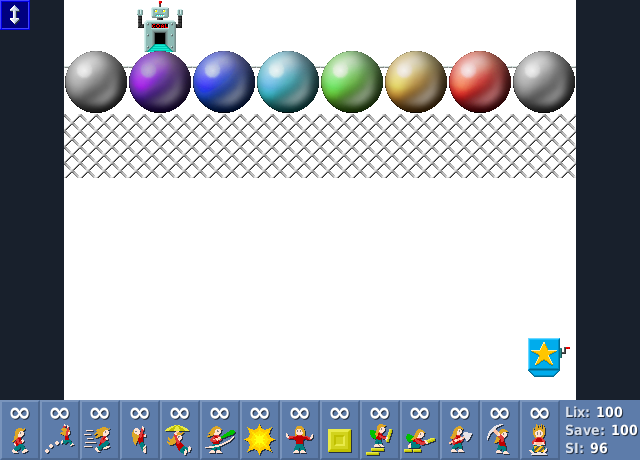 ∞ ∞ ∞ ∞ ∞ ∞ ∞ ∞ ∞ ∞ ∞ ∞ ∞ ∞
Lix: 100
Save: 100
SI: 96